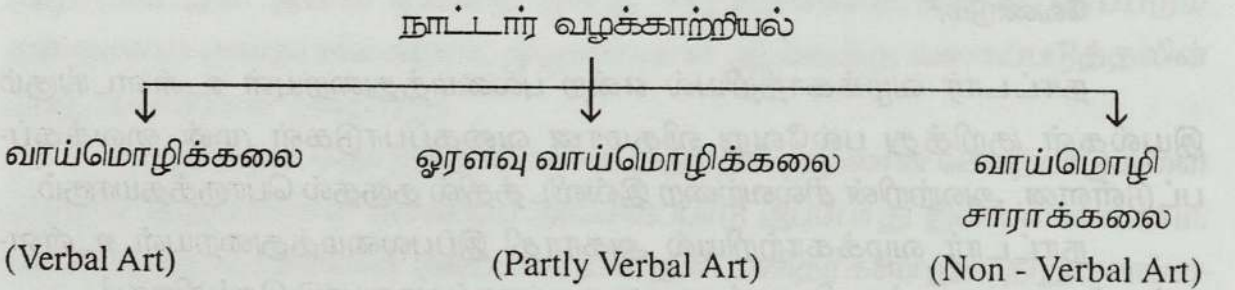 நாட்டார் வழக்காற்றியல்
வாய்மொழிக்கலை ஓரளவு வாய்மொழிக்கலை வாய்மொழி
சாராக்கலை
(Verbal Art) (Partly Verbal Art) (Non - Verbal Art)